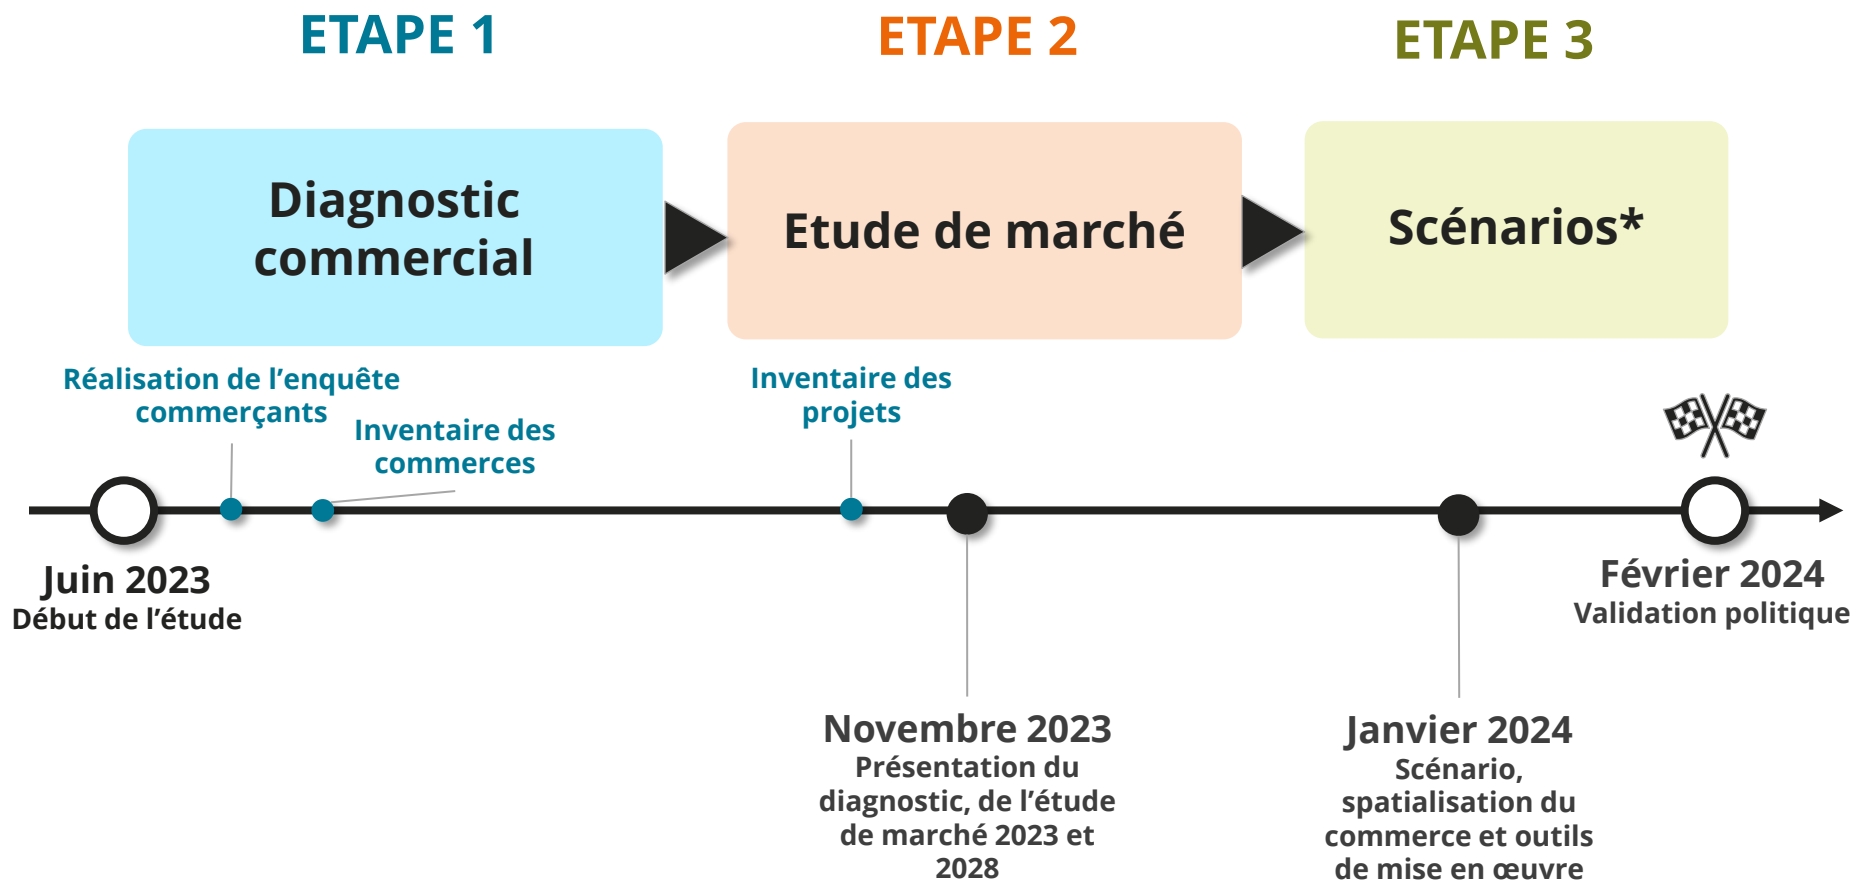 ETAPE 1
ETAPE 2
ETAPE 3
Diagnostic
commercial
Etude de marché
Scénarios*
Réalisation de l’enquête
commerçants
Inventaire des
commerces
Inventaire des
projets
Juin 2023
Début de l’étude
Février 2024
Validation politique
Novembre 2023
Présentation du
diagnostic, de l’étude
de marché 2023 et
2028
Janvier 2024
Scénario,
spatialisation du
commerce et outils
de mise en œuvre